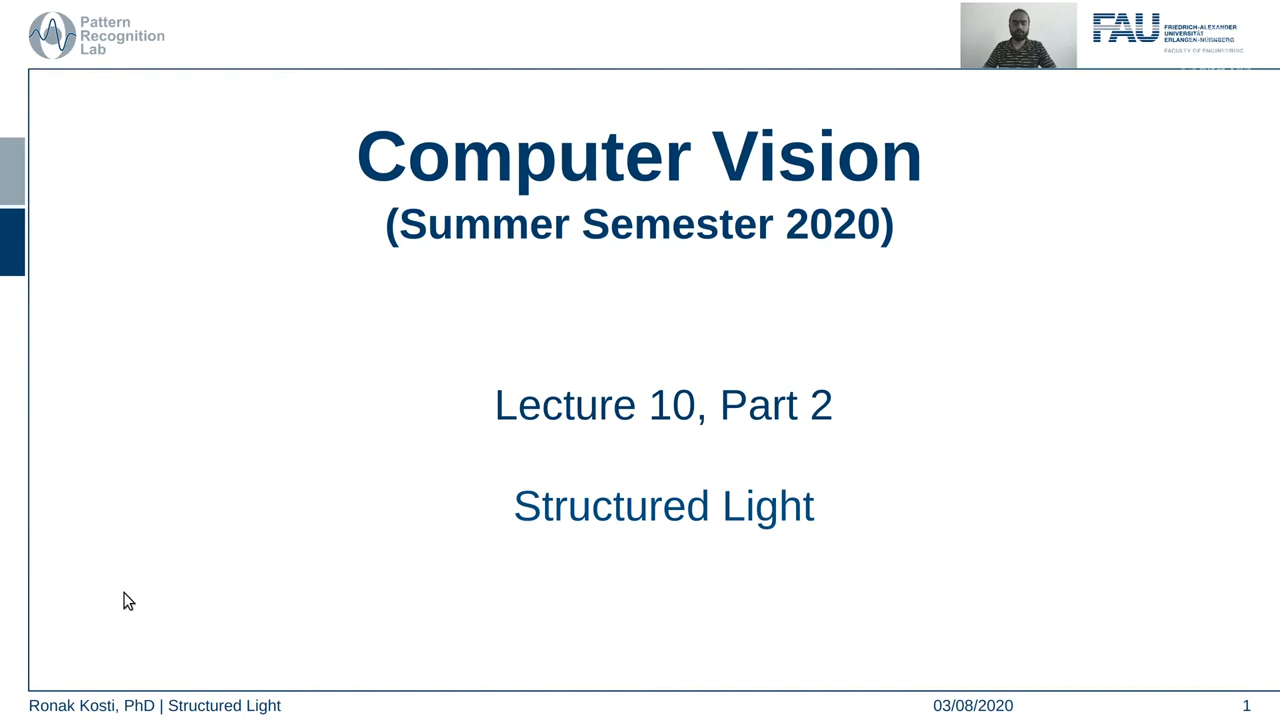 Pattern
Recognition
Lab
FAU
FRIEDRICH-ALEXANDER
UNIVERSITÄT
ERLANGEN-NÜRNBERG
FACULTY OF ENGINEERING
Computer Vision
(Summer Semester 2020)
Lecture 10, Part 2
Structured Light
Ronak Kosti, PhD | Structured Light
03/08/2020
1